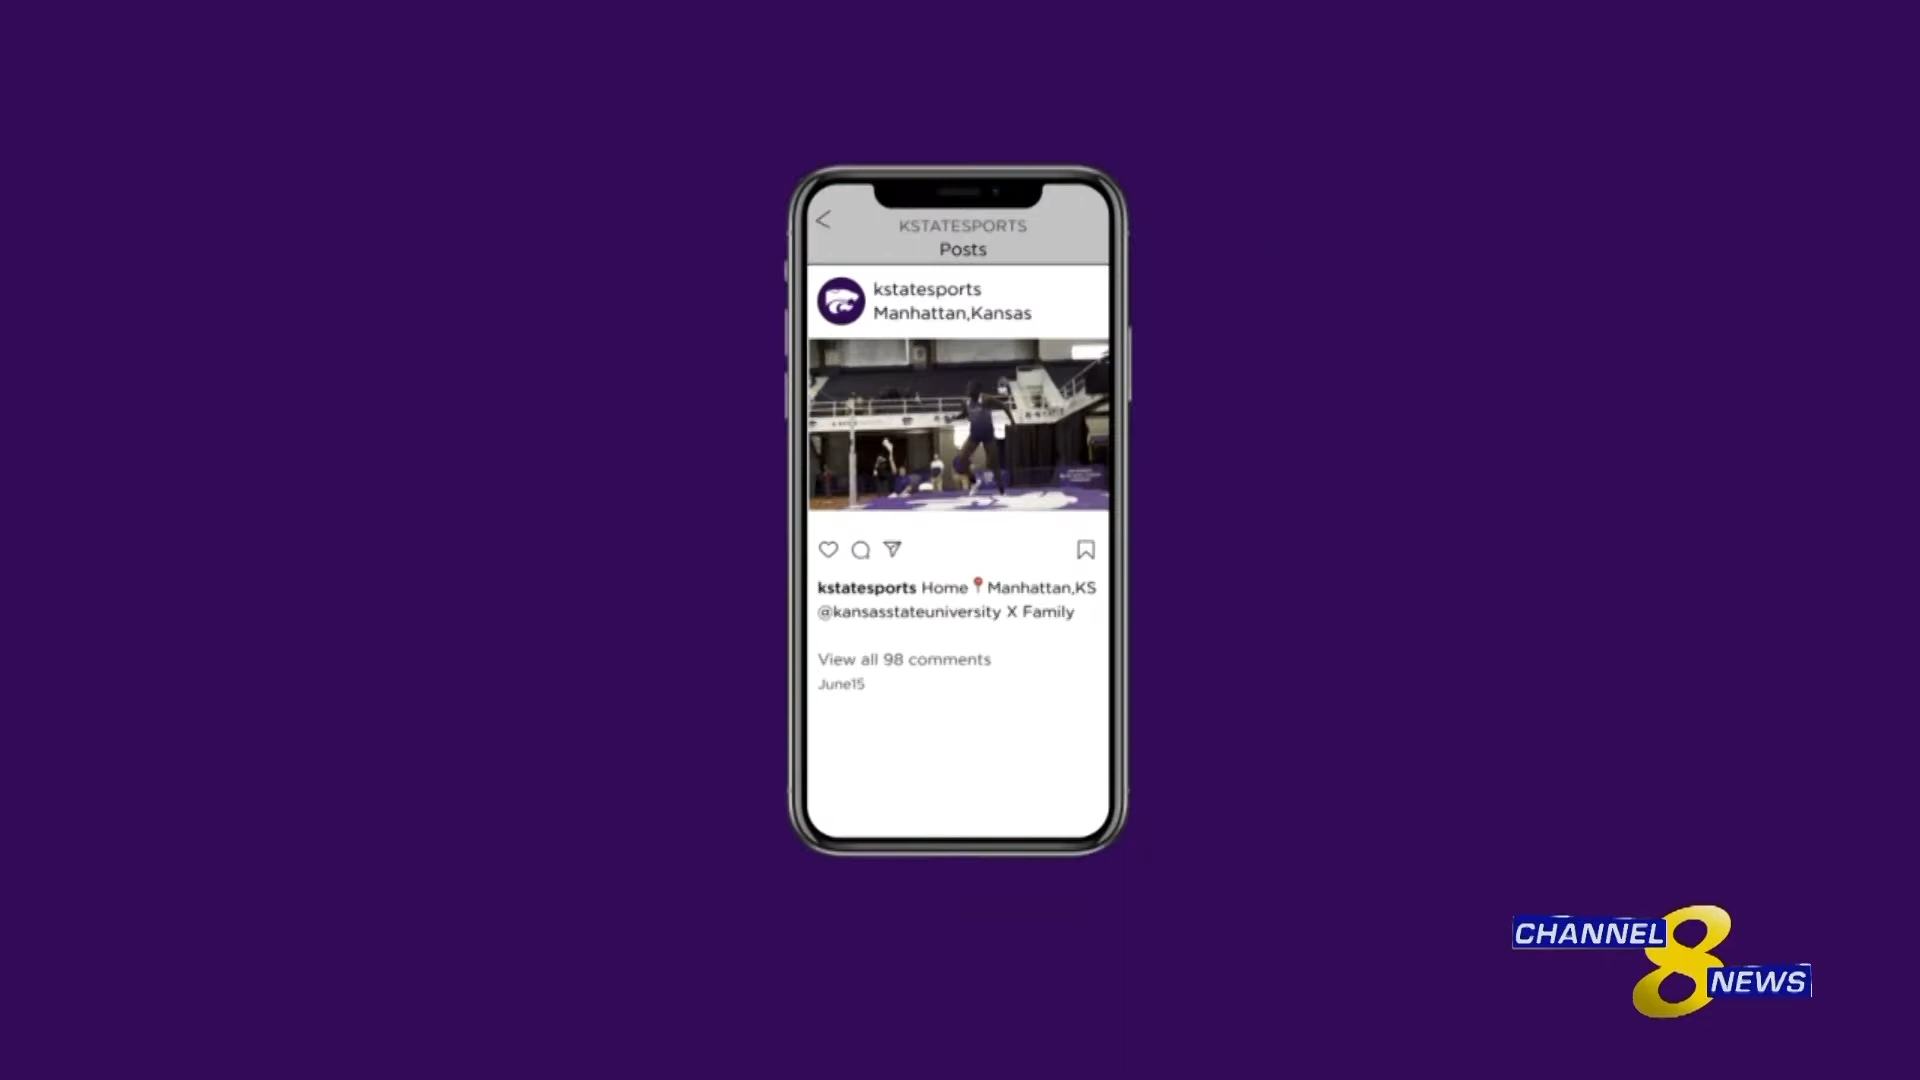 KSTATESPORTS
Posts
kstatesports
Manhattan,Kansas
kstatesports Home📍Manhattan,KS
@kansasstateuniversity X Family
View all 98 comments
June15
CHANNEL
8
NEWS